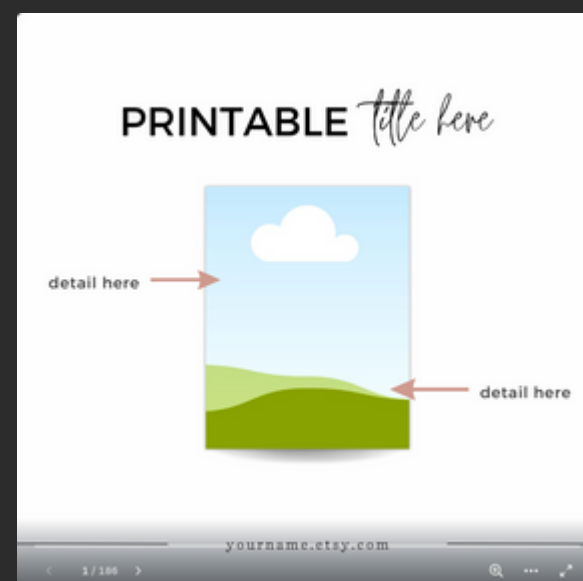 PRINTABLE title here
detail here
detail here
yourname.etsy.com
1 / 186